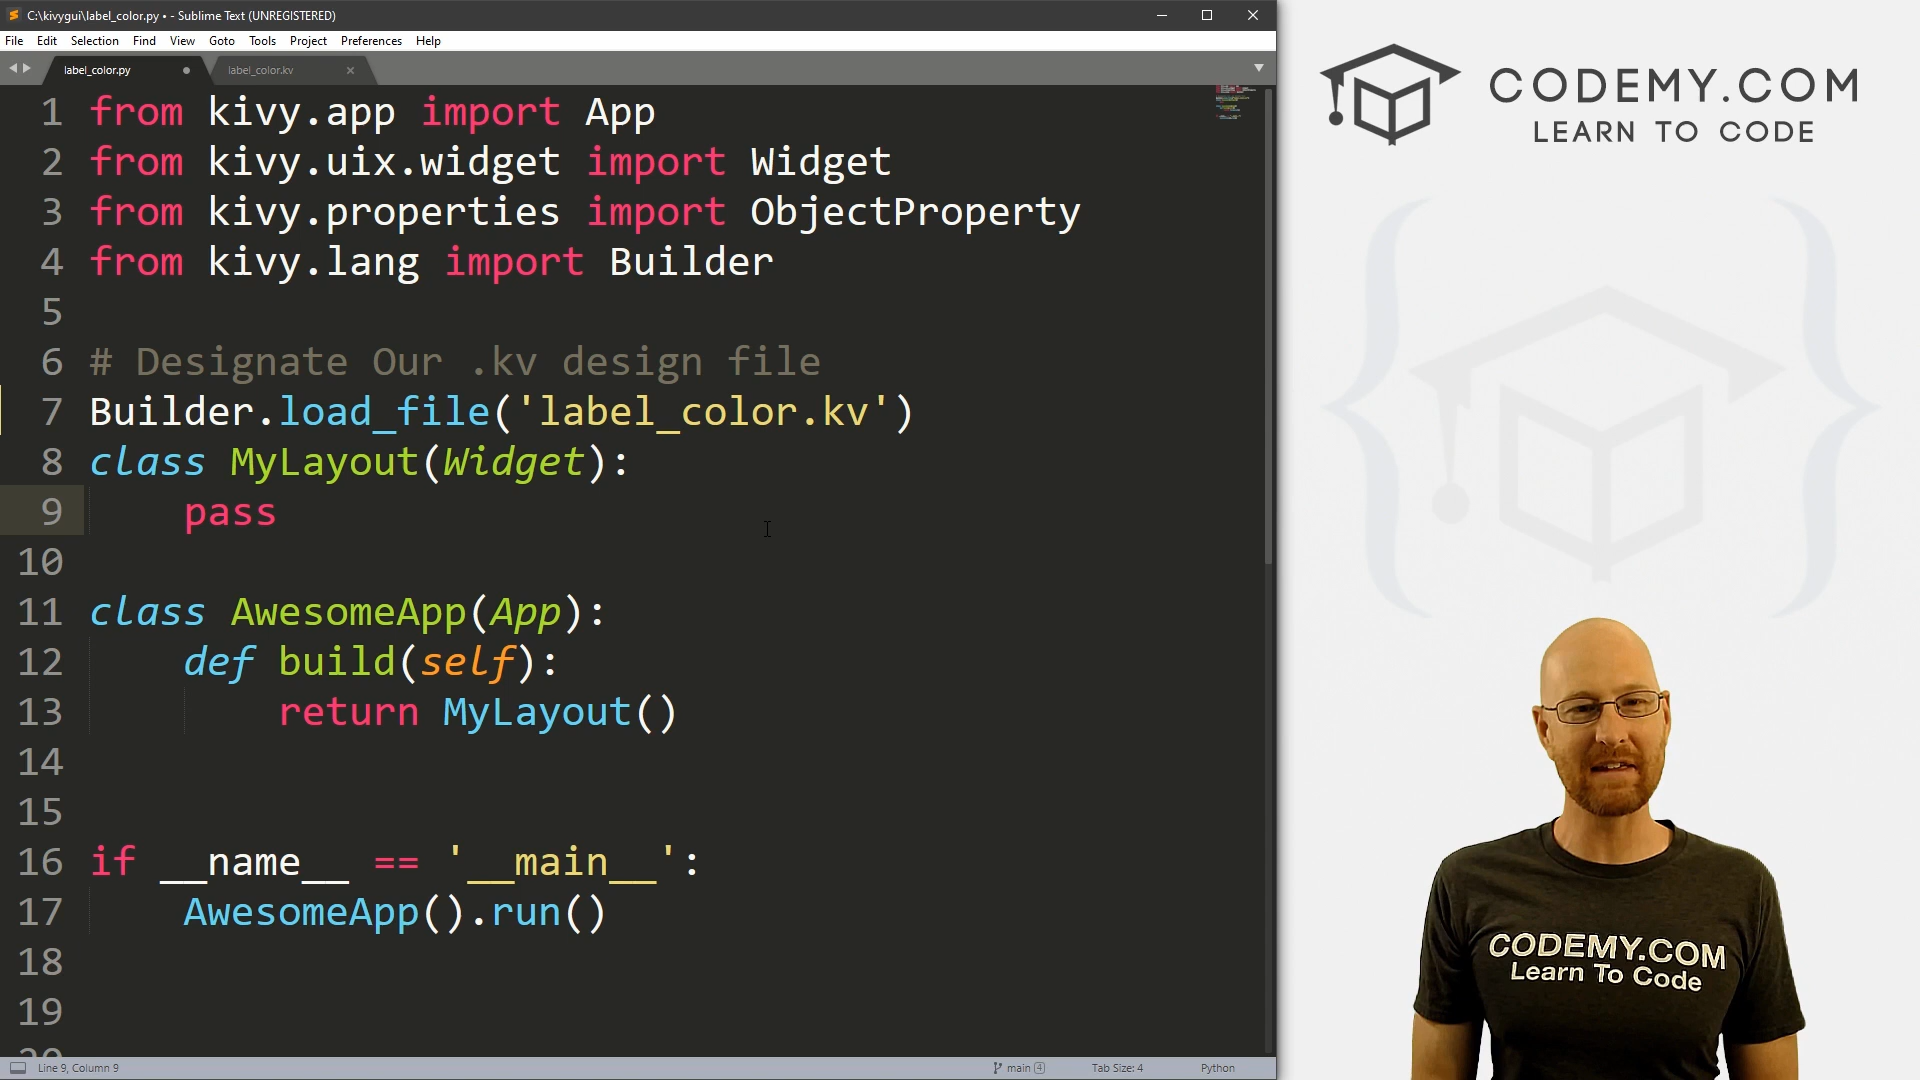 C:\kivygui\label_color.py • - Sublime Text (UNREGISTERED)
File Edit Selection Find View Goto Tools Project Preferences Help
label_color.py label_color.kv
1 from kivy.app import App
2 from kivy.uix.widget import Widget
3 from kivy.properties import ObjectProperty
4 from kivy.lang import Builder
5
6 # Designate Our .kv design file
7 Builder.load_file('label_color.kv')
8 class MyLayout(Widget):
9 pass
10
11 class AwesomeApp(App):
12 def build(self):
13 return MyLayout()
14
15
16 if __name__ == '__main__':
17 AwesomeApp().run()
18
19
20
Line 9, Column 9 main 4 Tab Size: 4 Python
CODEMY.COM
LEARN TO CODE
CODEMY.COM
Learn To Code